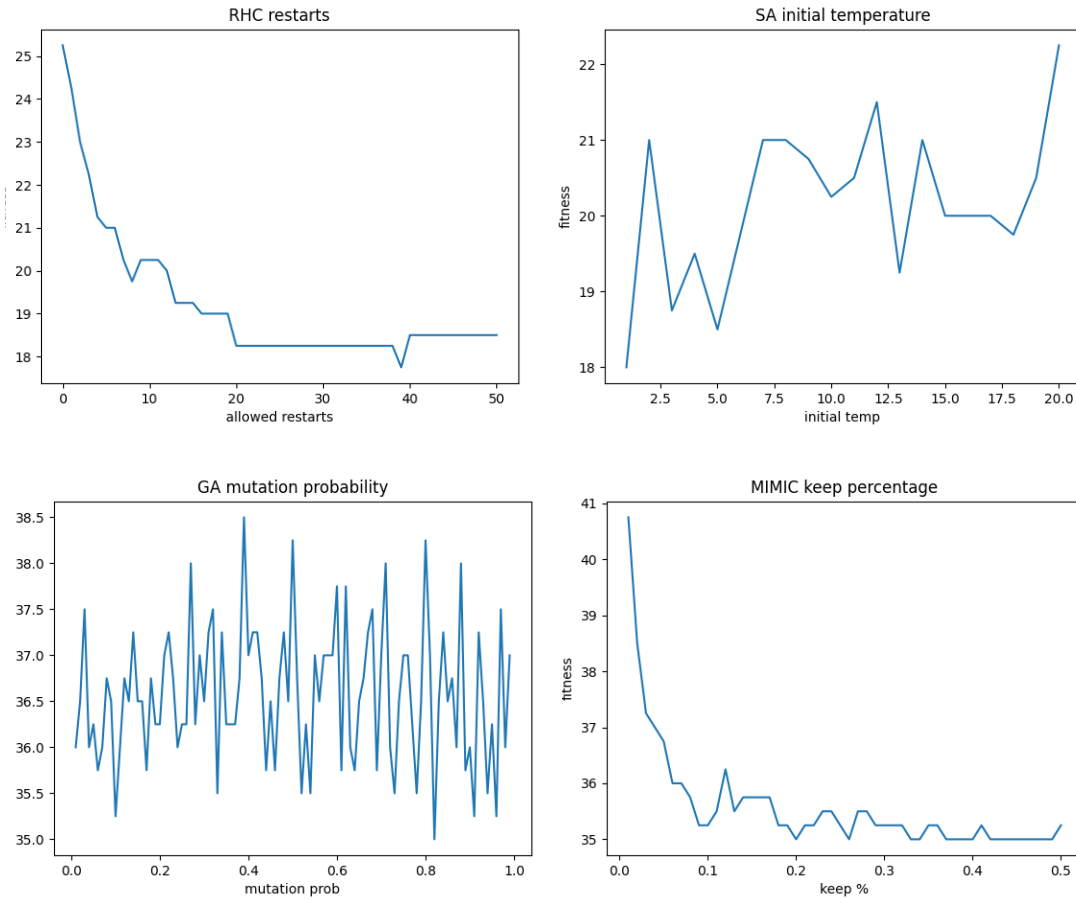 RHC restarts
25
24
23
22
21
20
19
18
0 10 20 30 40 50
allowed restarts
SA initial temperature
fitness
22
21
20
19
18
2.5 5.0 7.5 10.0 12.5 15.0 17.5 20.0
initial temp
GA mutation probability
38.5
38.0
37.5
37.0
36.5
36.0
35.5
35.0
0.0 0.2 0.4 0.6 0.8 1.0
mutation prob
MIMIC keep percentage
fitness
41
40
39
38
37
36
35
0.0 0.1 0.2 0.3 0.4 0.5
keep %